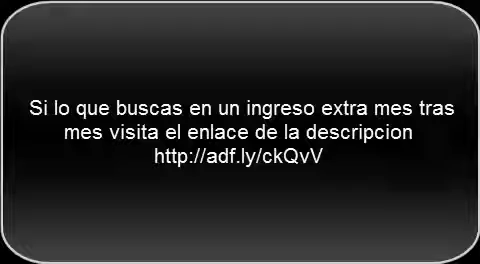 Si lo que buscas en un ingreso extra mes tras
mes visita el enlace de la descripcion
http://adf.ly/ckQvV